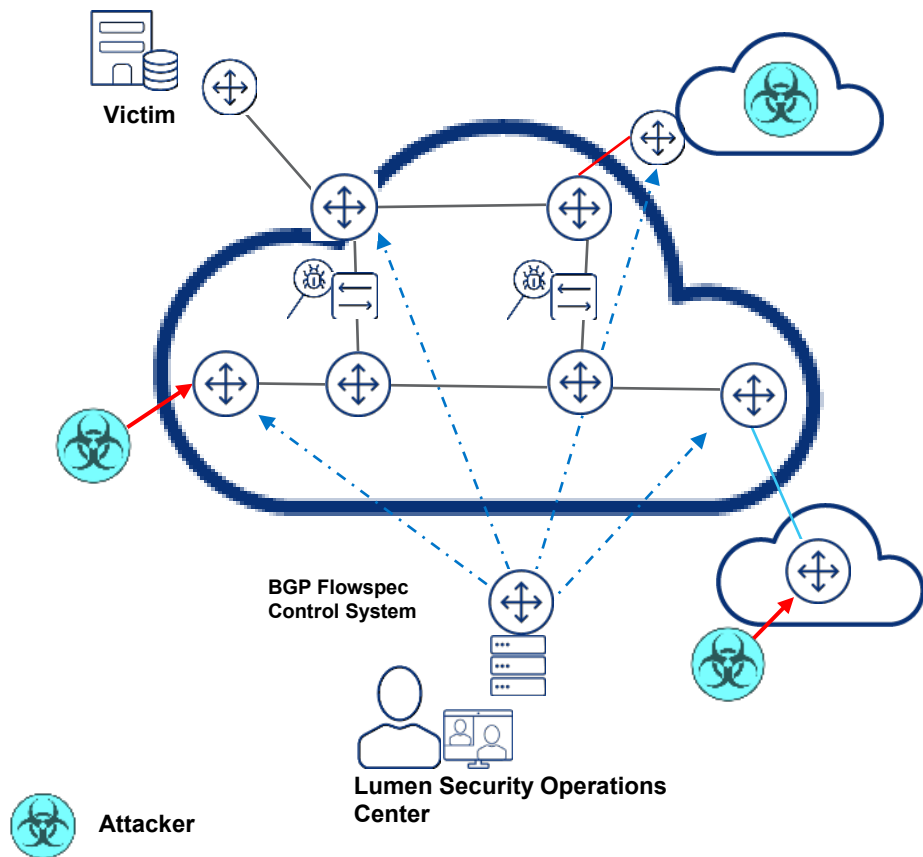 Victim
BGP Flowspec
Control System
Lumen Security Operations
Center
Attacker